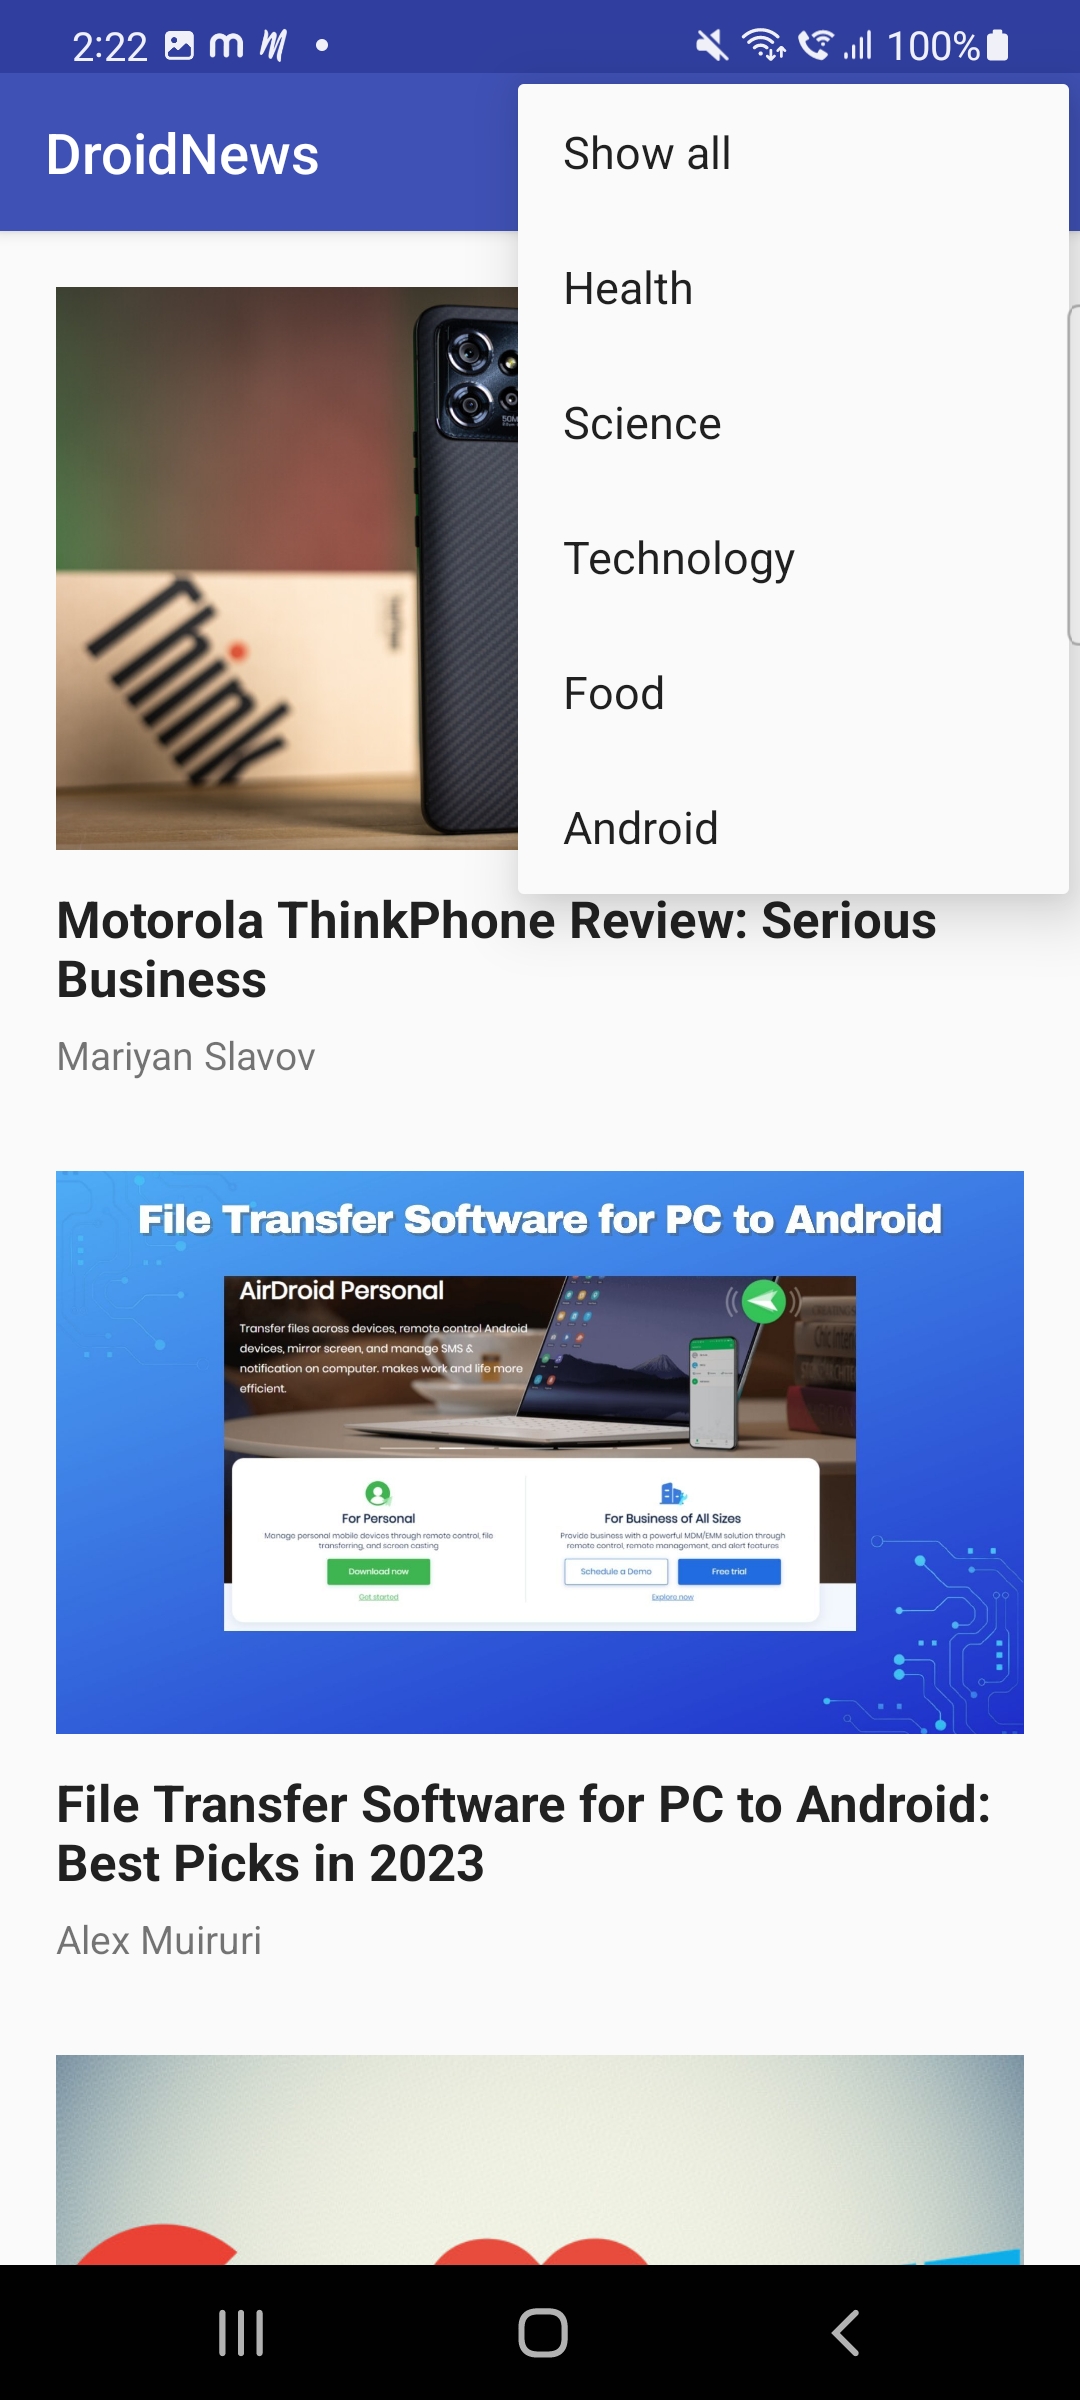 2:22
100%
DroidNews
Show all
Health
Science
Technology
Food
Android
Think
50M
Motorola ThinkPhone Review: Serious
Business
Mariyan Slavov
File Transfer Software for PC to Android
AirDroid Personal
Transfer files across devices, remote control Android
devices, mirror screen, and manage SMS &
notification on computer. makes work and life more
efficient.
For Personal
Manage personal mobile devices through remote control, file
transferring, and screen casting
Download now
Get started
For Business of All Sizes
Provide business with a powerful MDM/EMM solution through
remote control, remote management, and alert features
Schedule a Demo
Free trial
Explore now
File Transfer Software for PC to Android:
Best Picks in 2023
Alex Muiruri